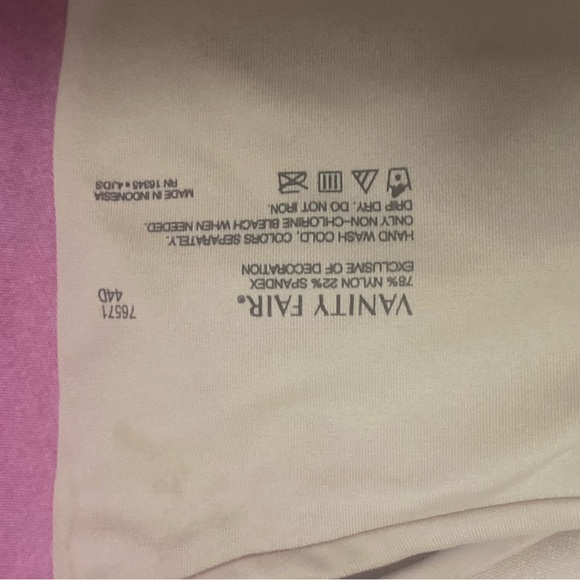 VANITY FAIR®
76571
44D
78% NYLON 22% SPANDEX
EXCLUSIVE OF DECORATION
HAND WASH COLD, COLORS SEPARATELY.
ONLY NON-CHLORINE BLEACH WHEN NEEDED.
DRIP DRY. DO NOT IRON.
RN 16345 • 4JDS
MADE IN INDONESIA